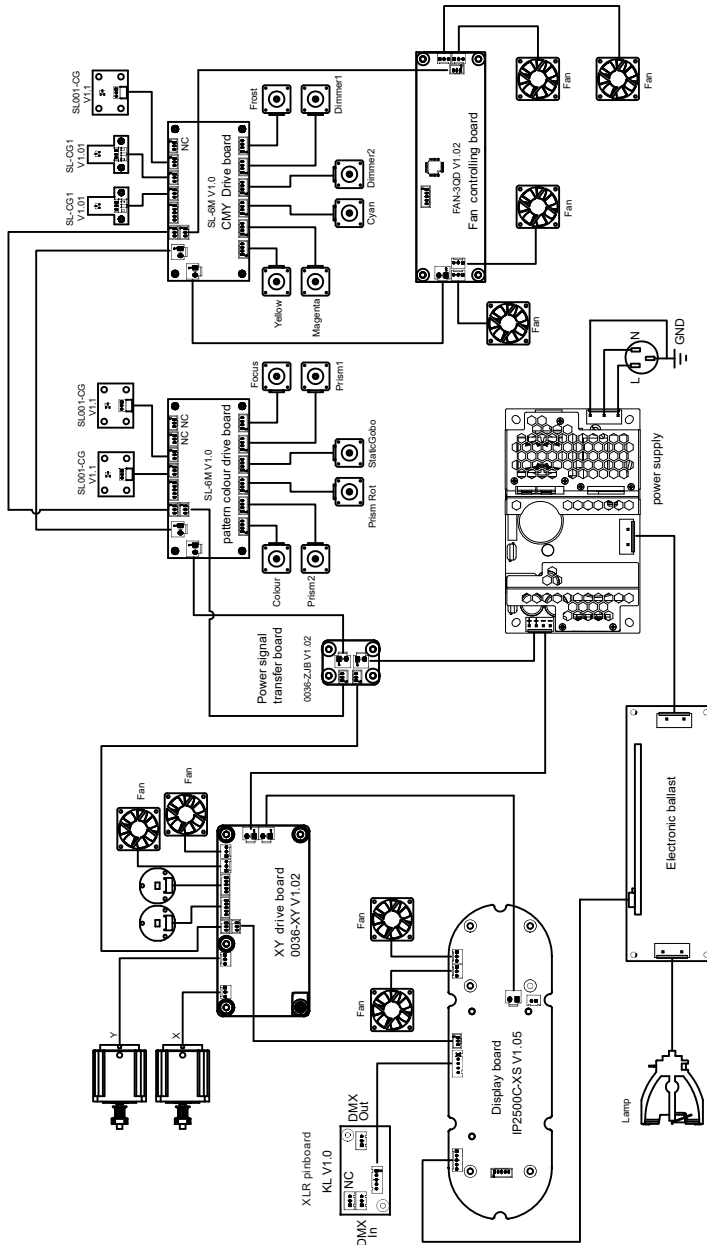 SL001-CG
V1.1
SL-CG1
V1.01
SL-CG1
V1.01
NC
SL-6M V1.0
CMY Drive board
Frost
Dimmer1
Dimmer2
Cyan
Yellow
Magenta
FAN-3QD V1.02
Fan controlling board
Fan
Fan
Fan
Fan
SL001-CG
V1.1
SL001-CG
V1.1
NC
NC
SL-6M V1.0
pattern colour drive board
Focus
Prism1
StaticGobo
Prism Rot
Colour
Prism2
L
N
GND
power supply
Power signal
transfer board
0036-ZJB V1.02
Fan
Fan
XY drive board
0036-XY V1.02
Y
X
Fan
Fan
Display board
IP2500C-XS V1.05
XLR pinboard
KL V1.0
NC
DMX
Out
DMX
In
Electronic ballast
Lamp